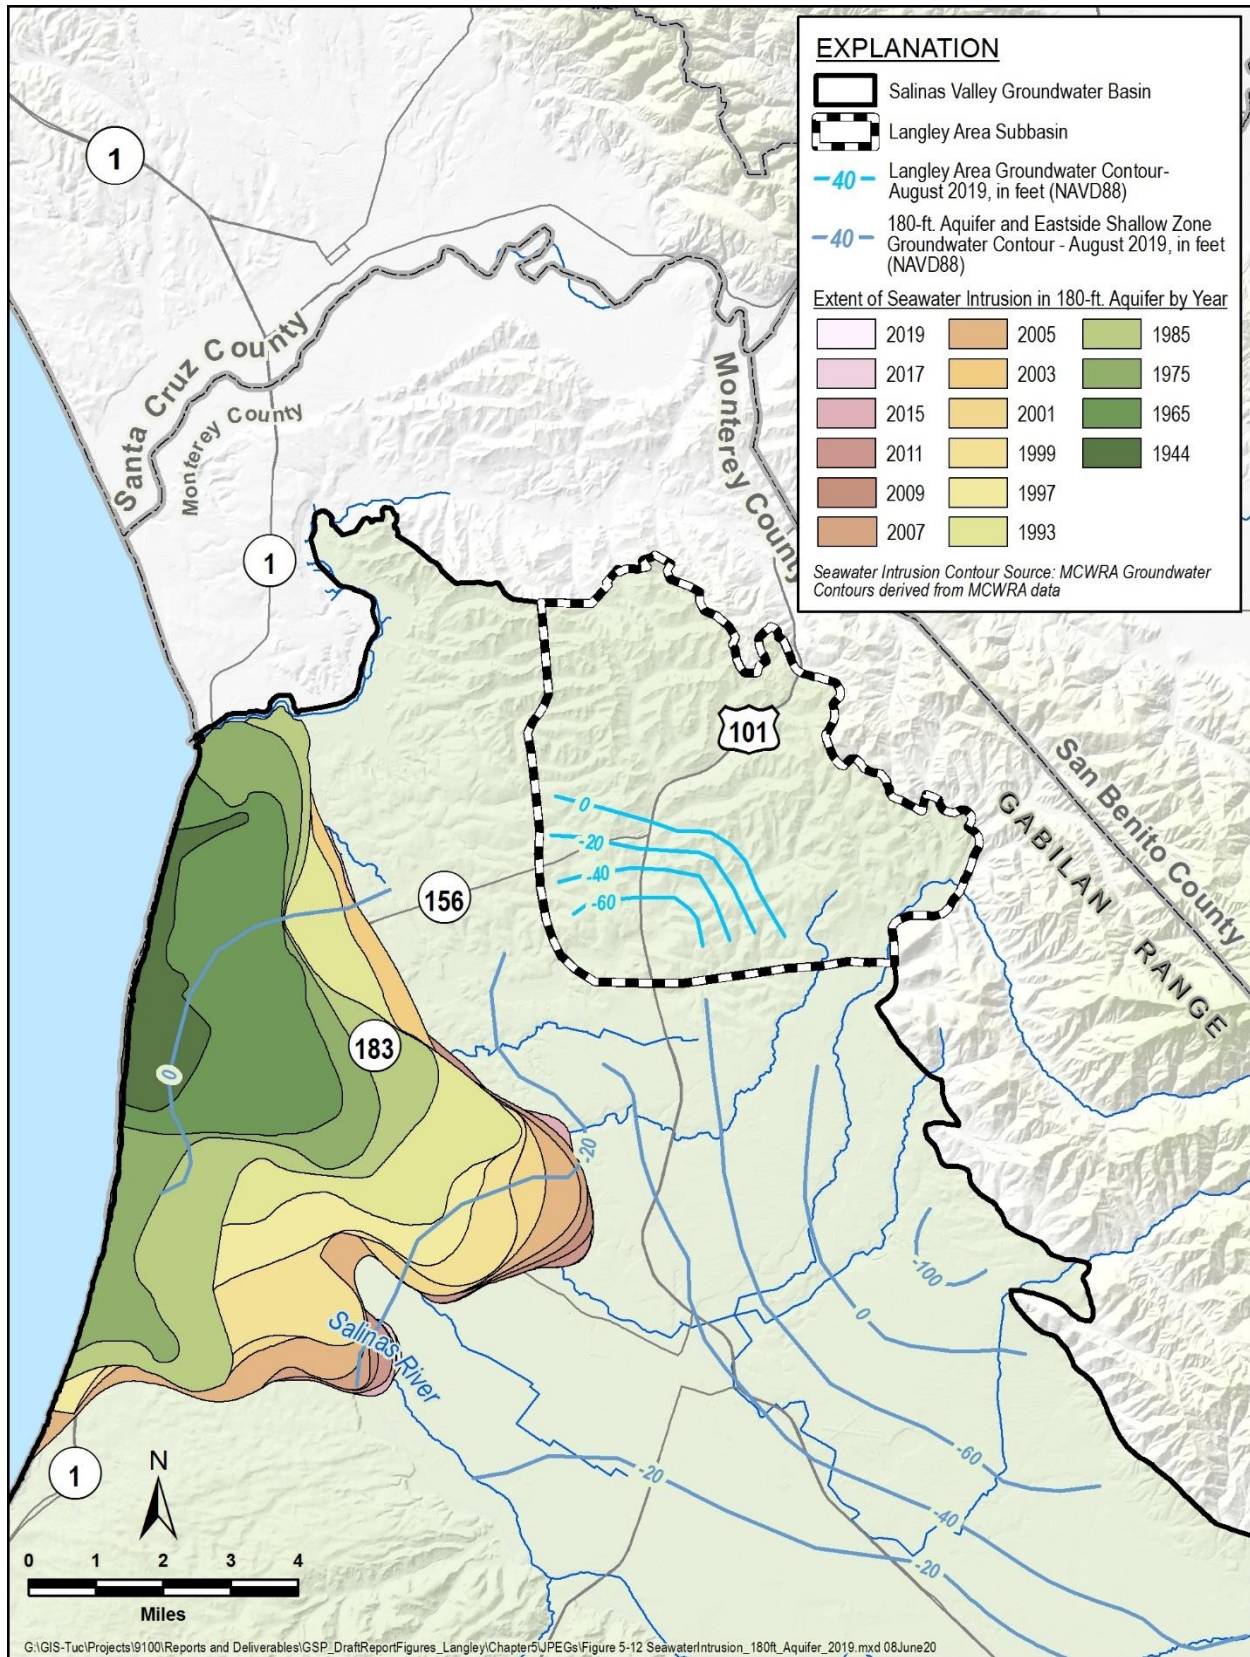 EXPLANATION
Salinas Valley Groundwater Basin
Langley Area Subbasin
-40- Langley Area Groundwater Contour-
August 2019, in feet (NAVD88)
-40- 180-ft. Aquifer and Eastside Shallow Zone
Groundwater Contour - August 2019, in feet
(NAVD88)
Extent of Seawater Intrusion in 180-ft. Aquifer by Year
2019
2017
2015
2011
2009
2007
2005
2003
2001
1999
1997
1993
1985
1975
1965
1944
Seawater Intrusion Contour Source: MCWRA Groundwater
Contours derived from MCWRA data
1
Santa Cruz County
Monterey County
Monterey County
San Benito County
1
101
GABILAN RANGE
0
-20
-40
-60
156
183
0
-20
-100
0
Salinas River
-60
-20
-40
-20
1
N
0 1 2 3 4
Miles
G:\GIS-Tuc\Projects\9100\Reports and Deliverables\GSP_DraftReportFigures_Langley\Chapter5\JPEGs\Figure 5-12 SeawaterIntrusion_180ft_Aquifer_2019.mxd 08June20